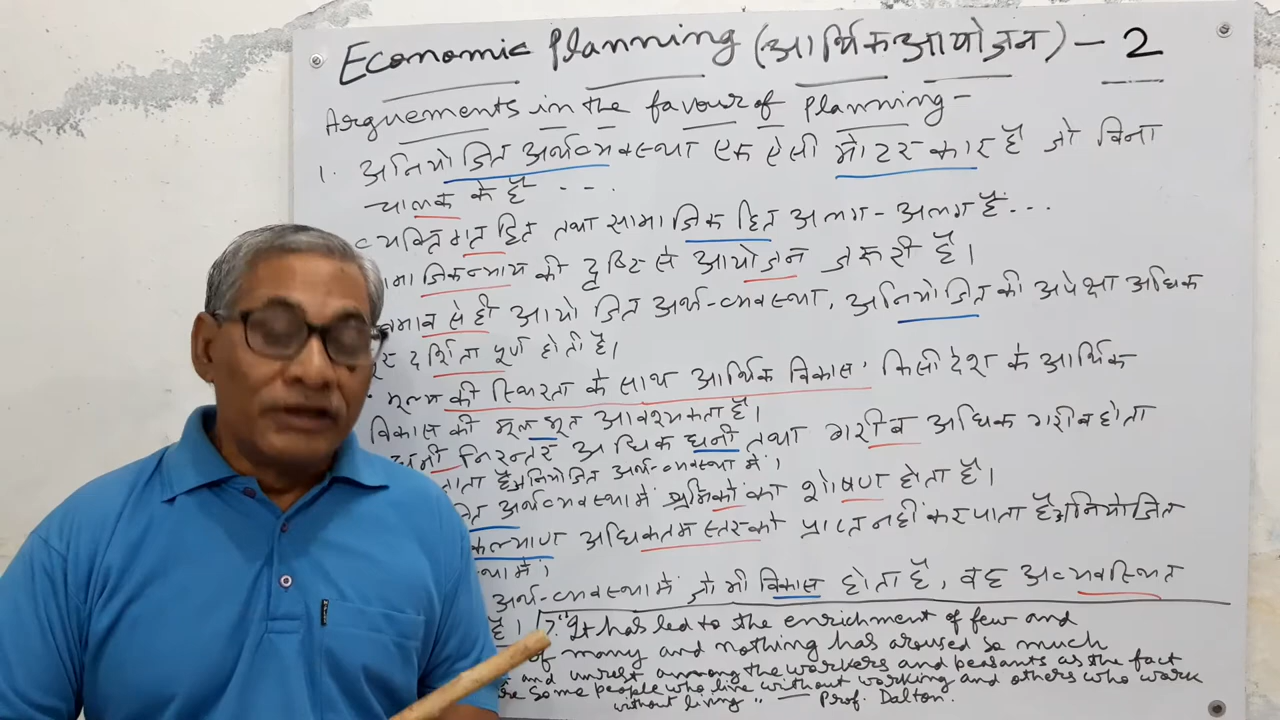 Economic Planning (आर्थिक आयोजन) - 2
Arguements in the favour of Planning -
1. अनियोजित अर्थव्यवस्था एक ऐसी मोटर कार है जो बिना
चालक के है ...
व्यक्तिगत हित तथा सामाजिक हित अलग-अलग है...
माजिक न्याय की दृष्टि से आयोजन जरूरी है।
भाव से ही आयोजित अर्थ-व्यवस्था, अनियोजित की अपेक्षा अधिक
दूर दर्शिता पूर्ण होती है।
मूल्य की स्थिरता के साथ आर्थिक विकास, किसी देश के आर्थिक
विकास की मूल भूत आवश्यकता है।
निरन्तर अधिक धनी तथा गरीब अधिक गरीब होता
जाता है अनियोजित अर्थ-व्यवस्था में।
अर्थव्यवस्था में श्रमिकों का शोषण होता है।
कल्याण अधिकतम स्तर को प्राप्त नहीं कर पाता है अनियोजित
में।
अर्थ-व्यवस्था में जो भी विकास होता है, वह अव्यवस्थित
है। 7. "It has led to the enrichment of few and
of many and nothing has aroused so much
and unrest among the workers and peasants as the fact
some people who live without working and others who work
without living" — Prof. Dalton.